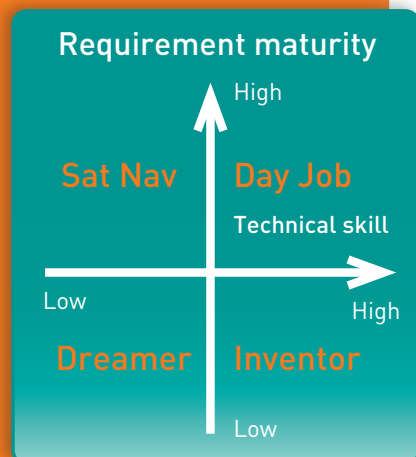 Requirement maturity
High
Sat Nav
Day Job
Technical skill
Low
High
Dreamer
Inventor
Low